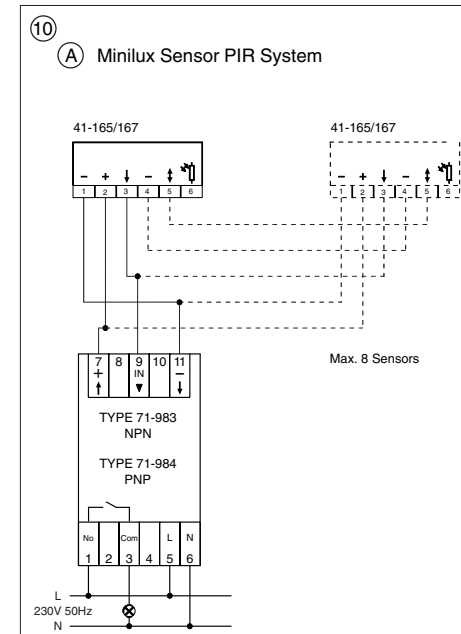 10
A Minilux Sensor PIR System
41-165/167 41-165/167
− + ↓ − ↕ − + ↓ − ↕
1 2 3 4 5 6 1 2 3 4 5 6
Max. 8 Sensors
7 8 9 10 11
+ IN −
↑ ▼ ↓
TYPE 71-983
NPN
TYPE 71-984
PNP
No Com L N
1 2 3 4 5 6
L
230V 50Hz
N